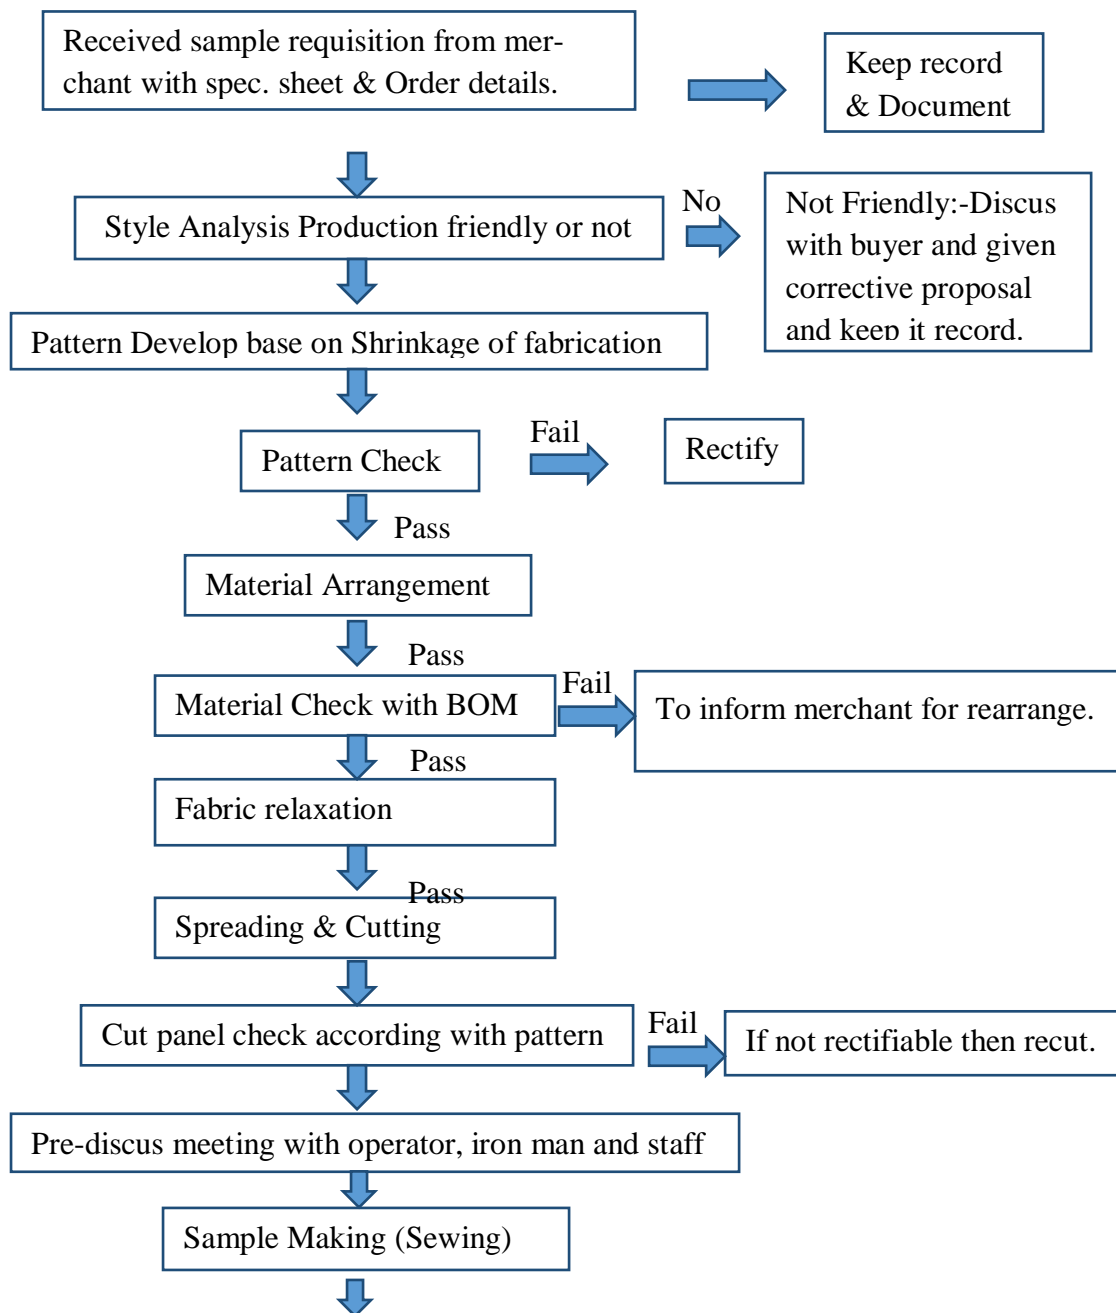 Received sample requisition from mer-
chant with spec. sheet & Order details.
Keep record
& Document
Style Analysis Production friendly or not
No
Not Friendly:-Discus
with buyer and given
corrective proposal
and keep it record.
Pattern Develop base on Shrinkage of fabrication
Pattern Check
Fail
Rectify
Pass
Material Arrangement
Pass
Material Check with BOM
Fail
To inform merchant for rearrange.
Pass
Fabric relaxation
Pass
Spreading & Cutting
Cut panel check according with pattern
Fail
If not rectifiable then recut.
Pre-discus meeting with operator, iron man and staff
Sample Making (Sewing)